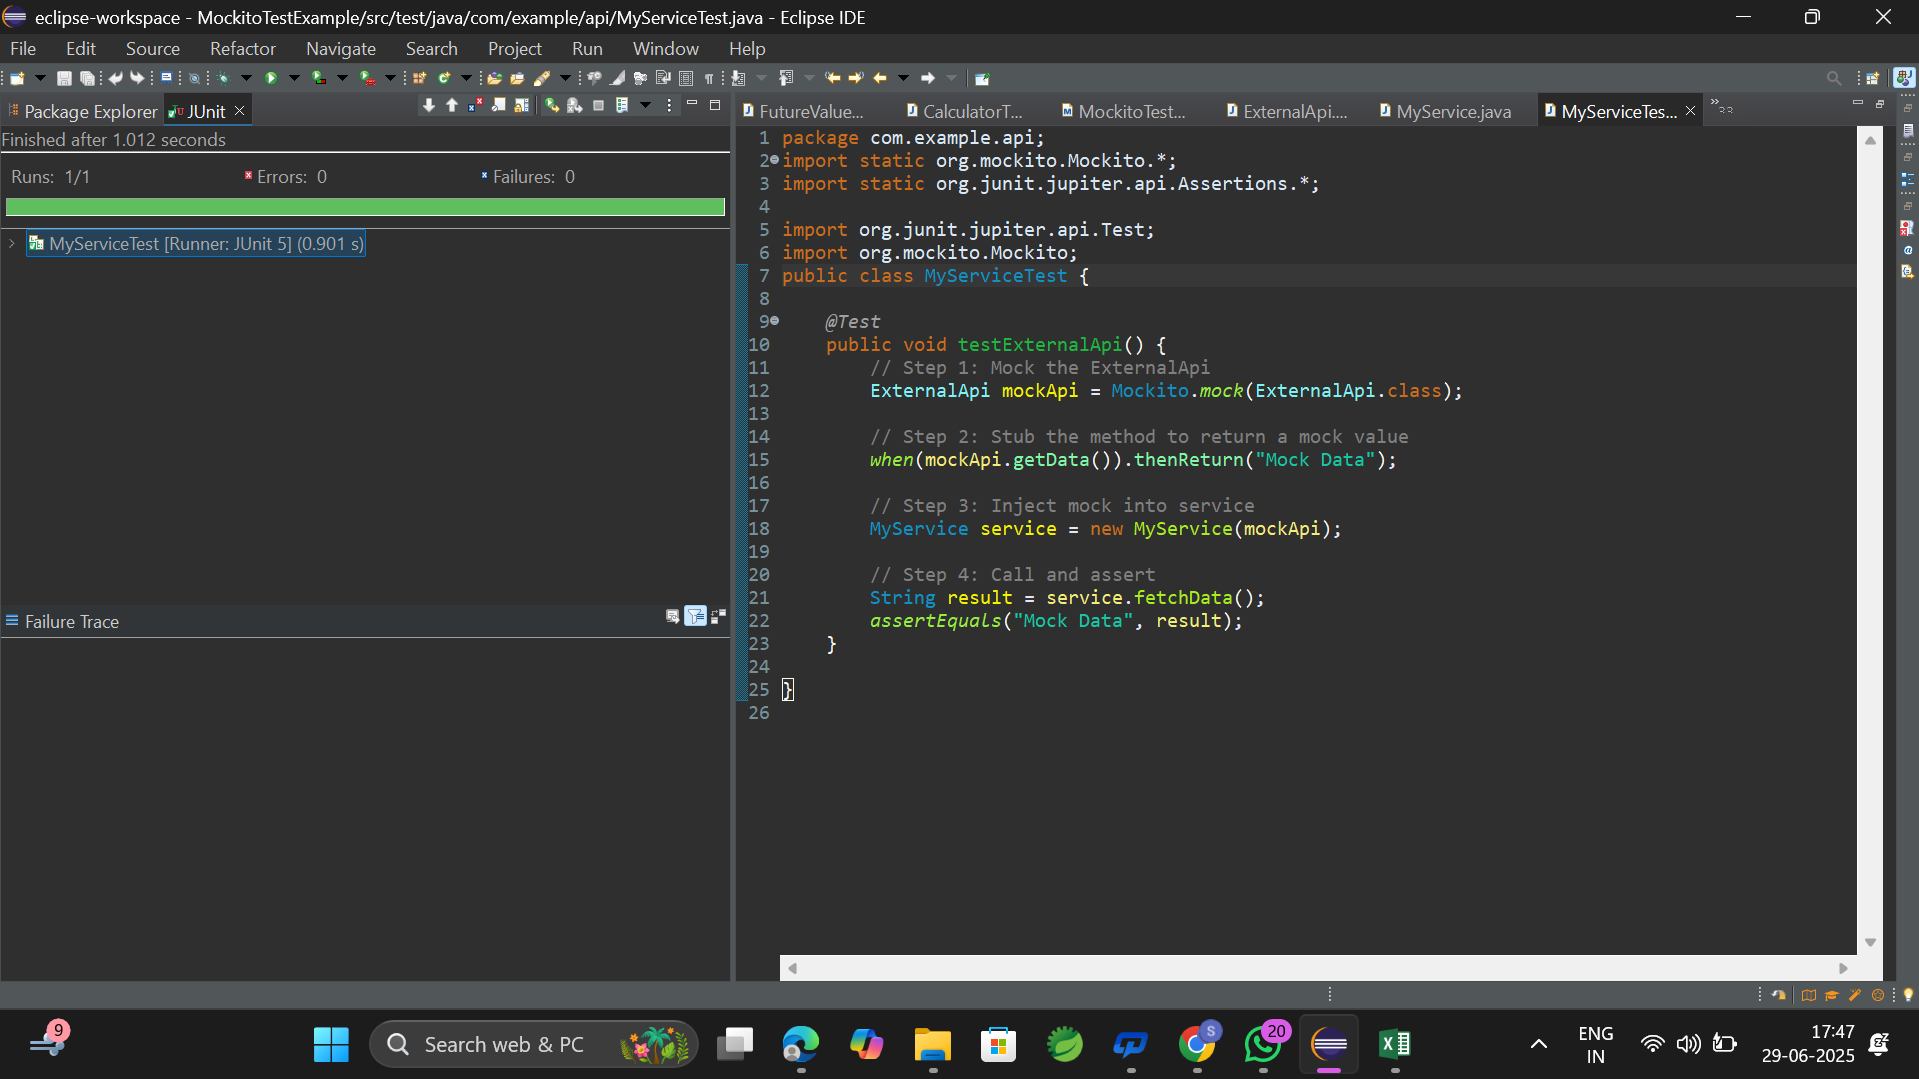 eclipse-workspace - MockitoTestExample/src/test/java/com/example/api/MyServiceTest.java - Eclipse IDE
File Edit Source Refactor Navigate Search Project Run Window Help
Package Explorer JUnit
Finished after 1.012 seconds
Runs: 1/1 Errors: 0 Failures: 0
MyServiceTest [Runner: JUnit 5] (0.901 s)
Failure Trace
FutureValue... CalculatorT... MockitoTest... ExternalApi.... MyService.java MyServiceTes... »23
1 package com.example.api;
2 import static org.mockito.Mockito.*;
3 import static org.junit.jupiter.api.Assertions.*;
4
5 import org.junit.jupiter.api.Test;
6 import org.mockito.Mockito;
7 public class MyServiceTest {
8
9 @Test
10 public void testExternalApi() {
11 // Step 1: Mock the ExternalApi
12 ExternalApi mockApi = Mockito.mock(ExternalApi.class);
13
14 // Step 2: Stub the method to return a mock value
15 when(mockApi.getData()).thenReturn("Mock Data");
16
17 // Step 3: Inject mock into service
18 MyService service = new MyService(mockApi);
19
20 // Step 4: Call and assert
21 String result = service.fetchData();
22 assertEquals("Mock Data", result);
23 }
24
25 }
26
9
Search web & PC
S
20
ENG
IN
17:47
29-06-2025